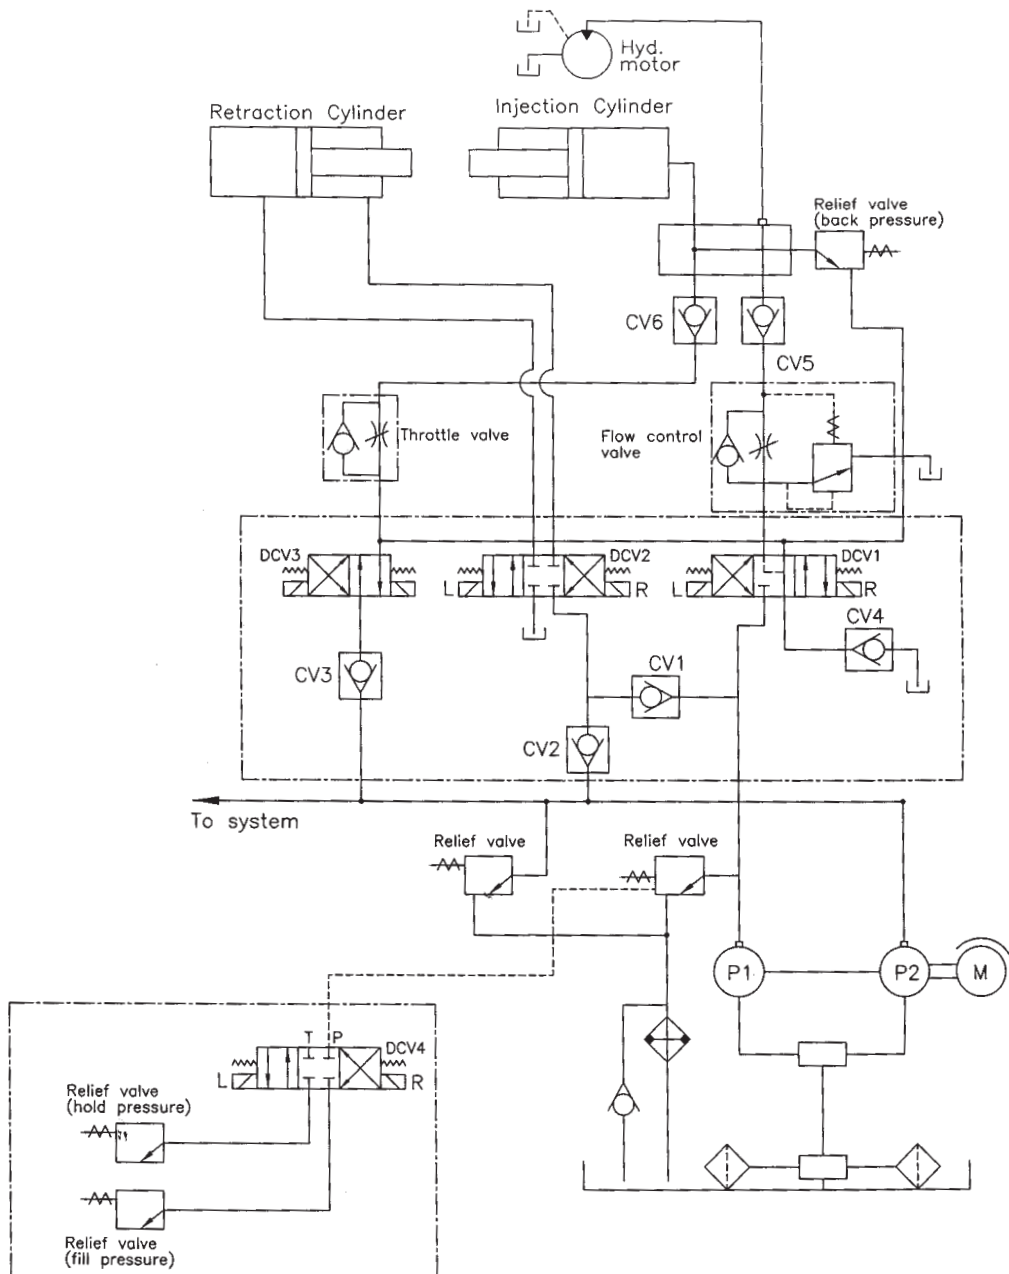 Hyd.
motor
Retraction Cylinder
Injection Cylinder
Relief valve
(back pressure)
CV6
CV5
Throttle valve
Flow control
valve
DCV3
DCV2
DCV1
L
R
L
R
CV4
CV3
CV1
CV2
To system
Relief valve
Relief valve
P1
P2
M
T
P
DCV4
L
R
Relief valve
(hold pressure)
Relief valve
(fill pressure)